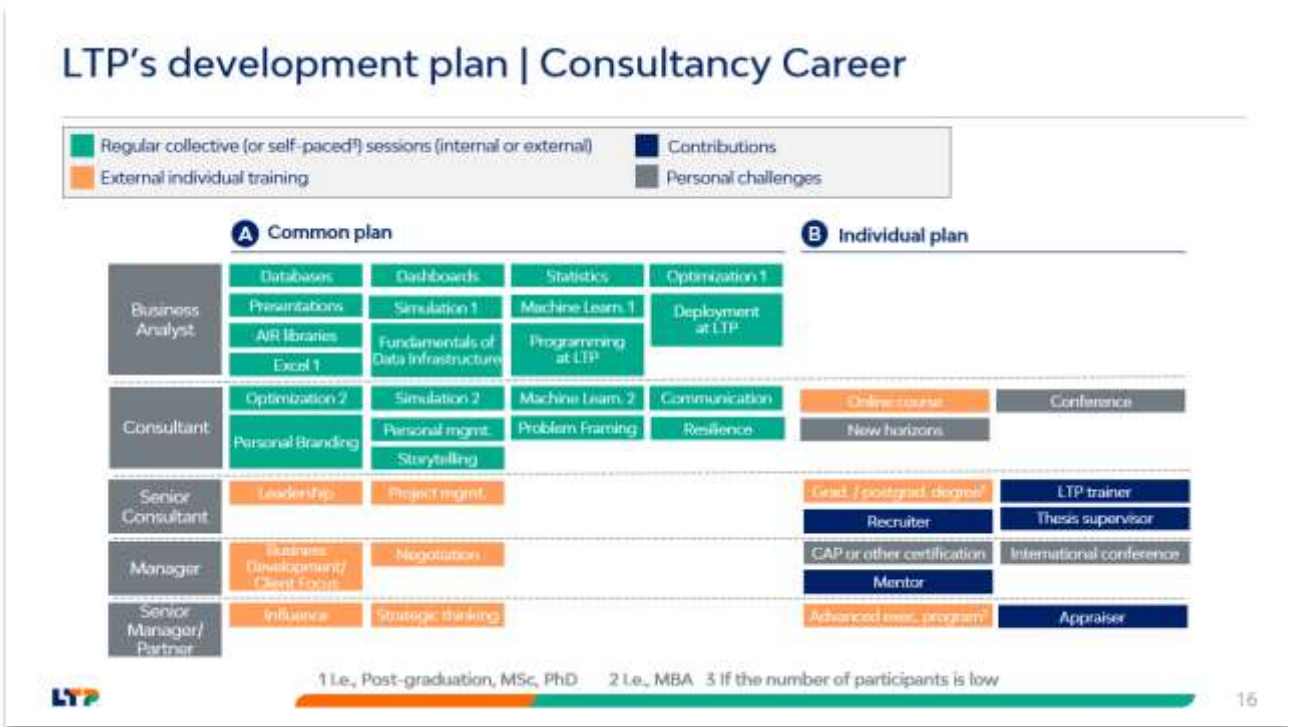 LTP's development plan | Consultancy Career
Regular collective (or self-paced³) sessions (internal or external)
Contributions
External individual training
Personal challenges
A Common plan
B Individual plan
Business
Analyst
Databases
Dashboards
Statistics
Optimization 1
Presentations
Simulation 1
Machine Learn. 1
Deployment
at LTP
AIR libraries
Fundamentals of
Data Infrastructure
Programming
at LTP
Excel 1
Consultant
Optimization 2
Simulation 2
Machine Learn. 2
Communication
Online course
Conference
Personal Branding
Personal mgmt.
Problem Framing
Resilience
New horizons
Storytelling
Senior
Consultant
Leadership
Project mgmt.
Grad. / postgrad. degree¹
LTP trainer
Recruiter
Thesis supervisor
Manager
Business
Development/
Client Focus
Negotiation
CAP or other certification
International conference
Mentor
Senior
Manager/
Partner
Influence
Strategic thinking
Advanced exec. program²
Appraiser
1 I.e., Post-graduation, MSc, PhD 2 I.e., MBA 3 If the number of participants is low
LTP
16